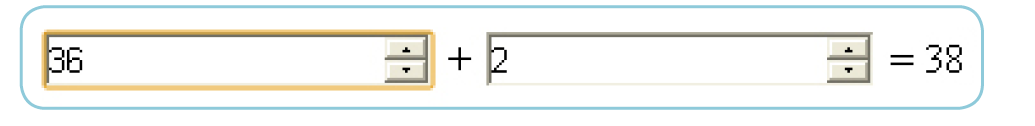 36 + 2 = 38